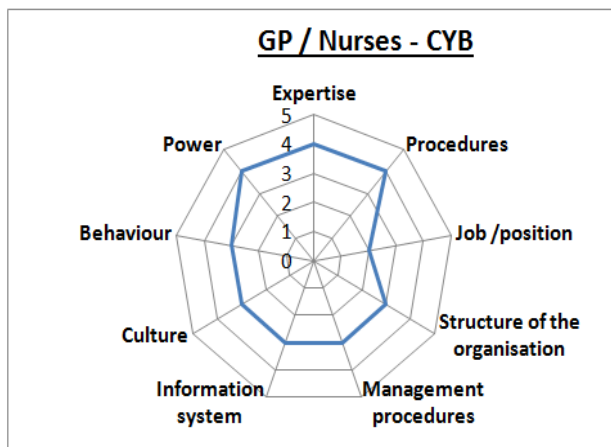 GP / Nurses - CYB
Expertise
Power
Procedures
5
4
3
2
1
0
Behaviour
Job /position
Culture
Structure of the
organisation
Information
system
Management
procedures